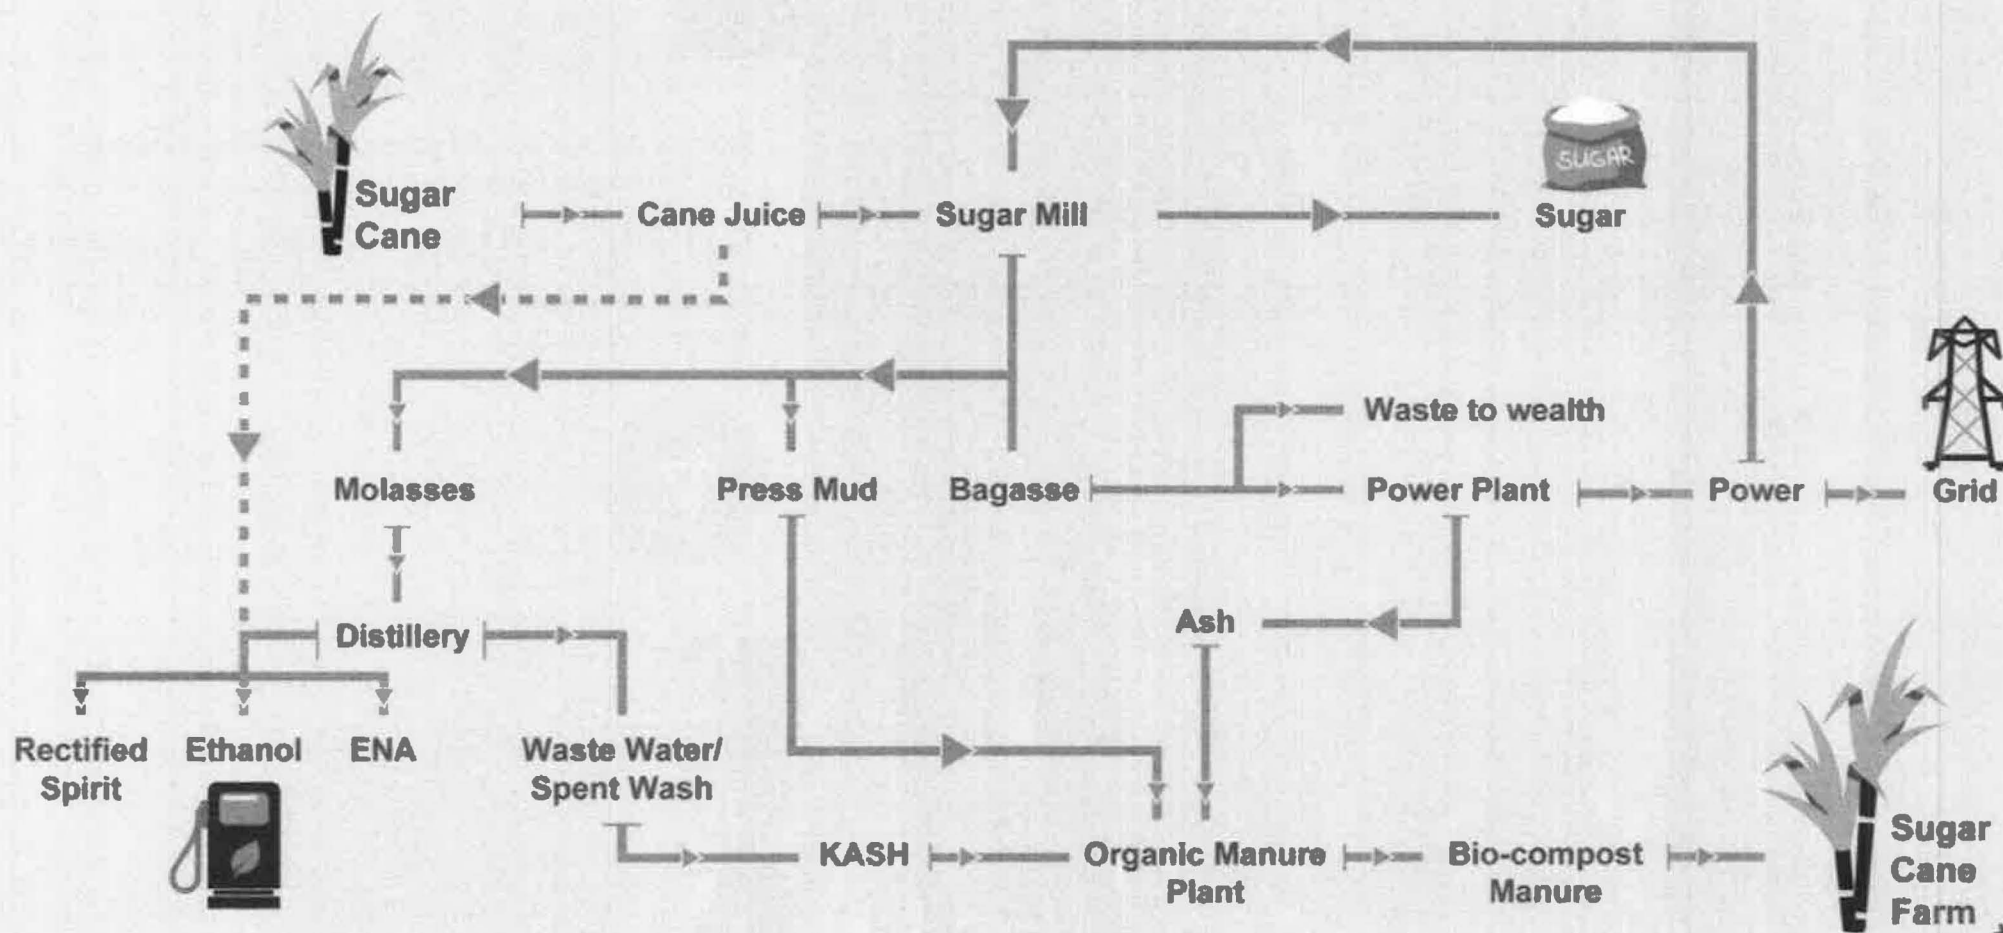 SUGAR
Sugar
Cane
Cane Juice
Sugar Mill
Sugar
Waste to wealth
Molasses
Press Mud
Bagasse
Power Plant
Power
Grid
Ash
Distillery
Rectified
Spirit
Ethanol
ENA
Waste Water/
Spent Wash
KASH
Organic Manure
Plant
Bio-compost
Manure
Sugar
Cane
Farm